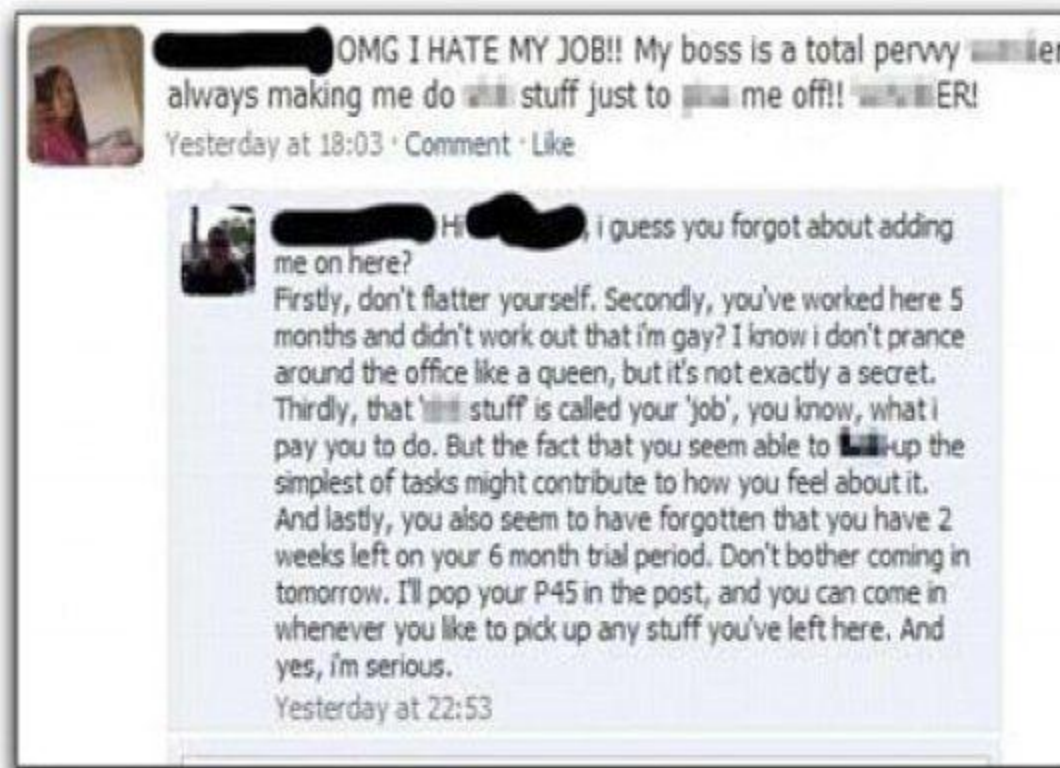 OMG I HATE MY JOB!! My boss is a total pervvy
always making me do stuff just to me off!! ER!
Yesterday at 18:03 · Comment · Like
Hi , i guess you forgot about adding
me on here?
Firstly, don't flatter yourself. Secondly, you've worked here 5
months and didn't work out that i'm gay? I know i don't prance
around the office like a queen, but it's not exactly a secret.
Thirdly, that ' stuff' is called your 'job', you know, what i
pay you to do. But the fact that you seem able to -up the
simplest of tasks might contribute to how you feel about it.
And lastly, you also seem to have forgotten that you have 2
weeks left on your 6 month trial period. Don't bother coming in
tomorrow. I'll pop your P45 in the post, and you can come in
whenever you like to pick up any stuff you've left here. And
yes, i'm serious.
Yesterday at 22:53